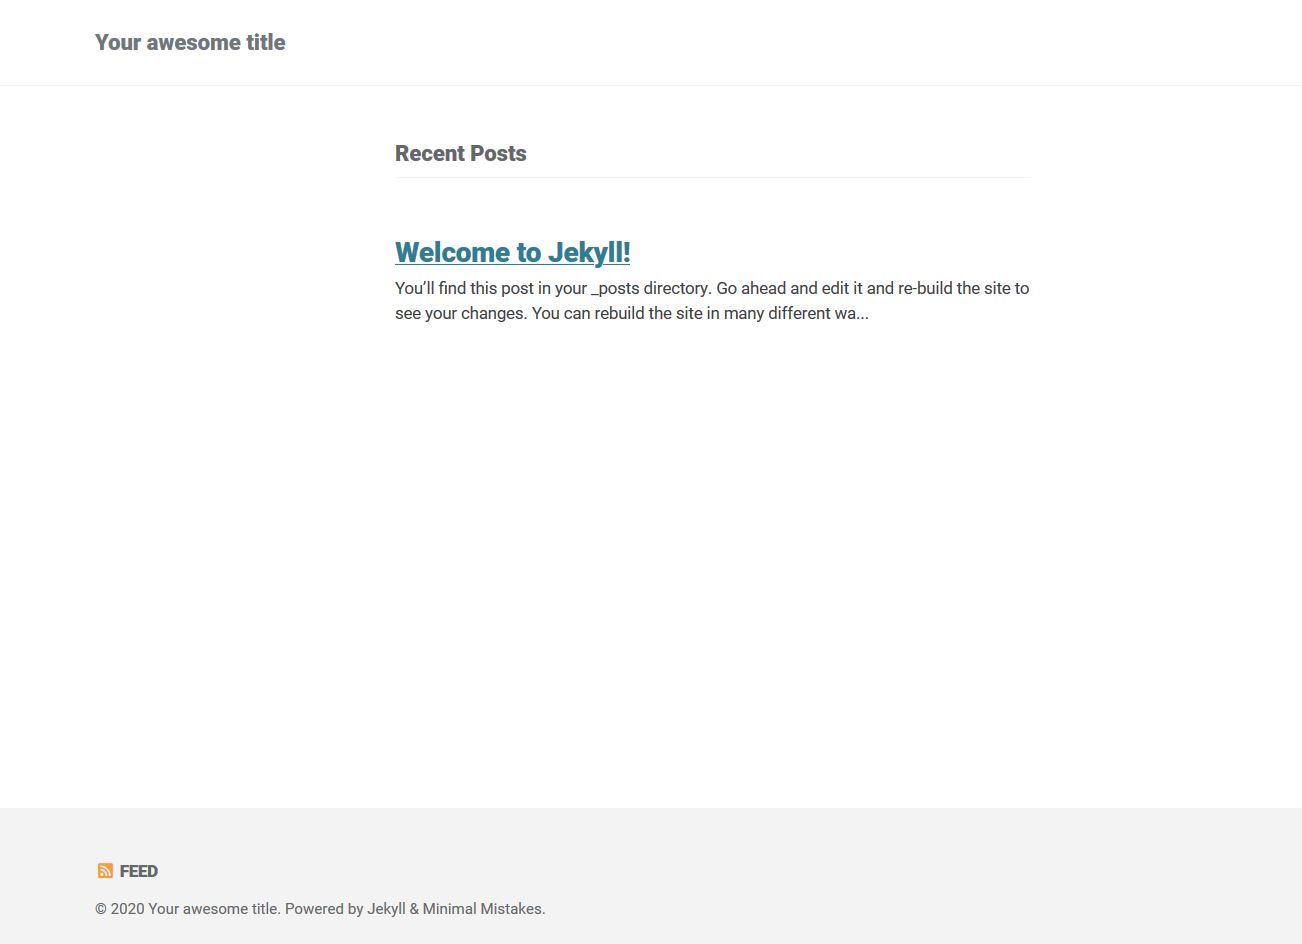 Your awesome title
Recent Posts
Welcome to Jekyll!
You’ll find this post in your _posts directory. Go ahead and edit it and re-build the site to
see your changes. You can rebuild the site in many different wa...
FEED
© 2020 Your awesome title. Powered by Jekyll & Minimal Mistakes.